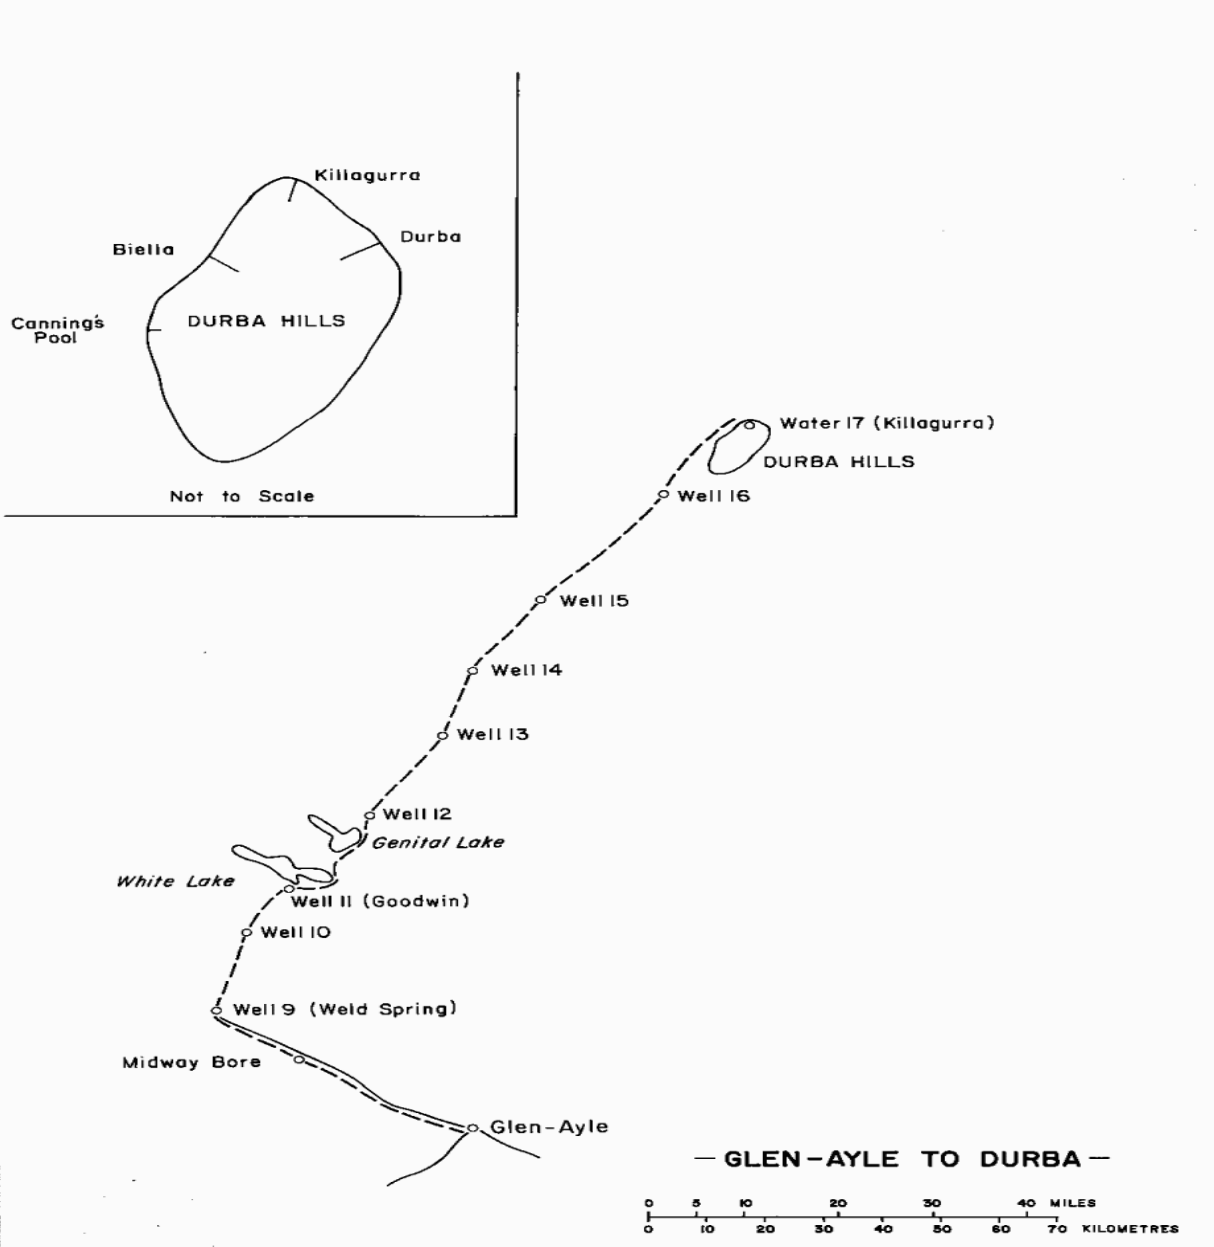 Killagurra
Durba
Biella
Canning's
Pool
DURBA HILLS
Not to Scale
Water 17 (Killagurra)
DURBA HILLS
Well 16
Well 15
Well 14
Well 13
Well 12
Genital Lake
White Lake
Well 11 (Goodwin)
Well 10
Well 9 (Weld Spring)
Midway Bore
Glen-Ayle
— GLEN-AYLE TO DURBA —
0 5 10 20 30 40 MILES
0 10 20 30 40 50 60 70 KILOMETRES